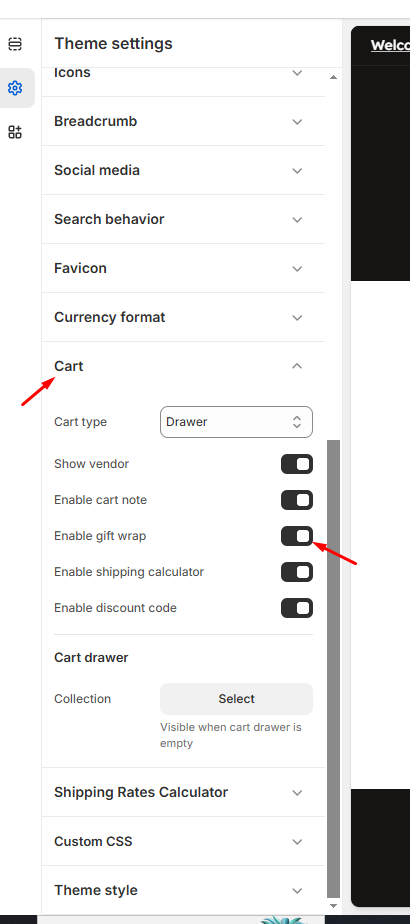 Theme settings
Welco
Icons
Breadcrumb
Social media
Search behavior
Favicon
Currency format
Cart
Cart type
Drawer
Show vendor
Enable cart note
Enable gift wrap
Enable shipping calculator
Enable discount code
Cart drawer
Collection
Select
Visible when cart drawer is
empty
Shipping Rates Calculator
Custom CSS
Theme style